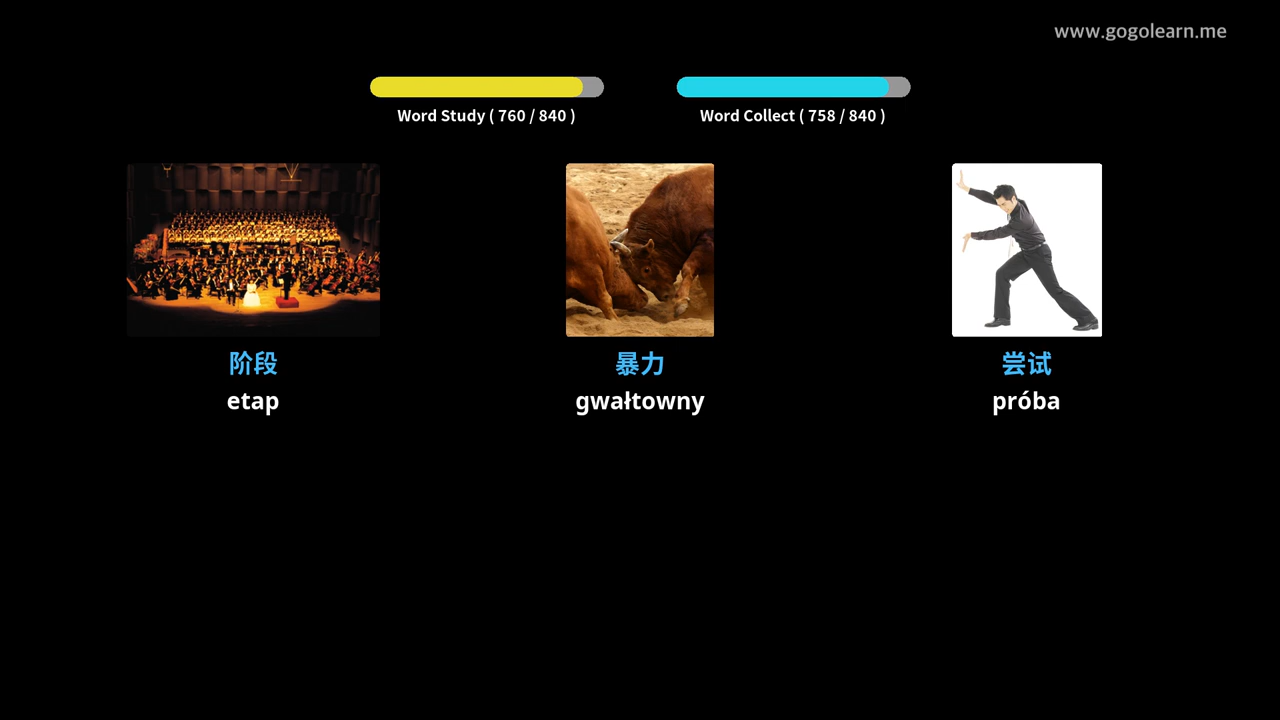 www.gogolearn.me
Word Study ( 760 / 840 )
Word Collect ( 758 / 840 )
阶段
etap
暴力
gwałtowny
尝试
próba